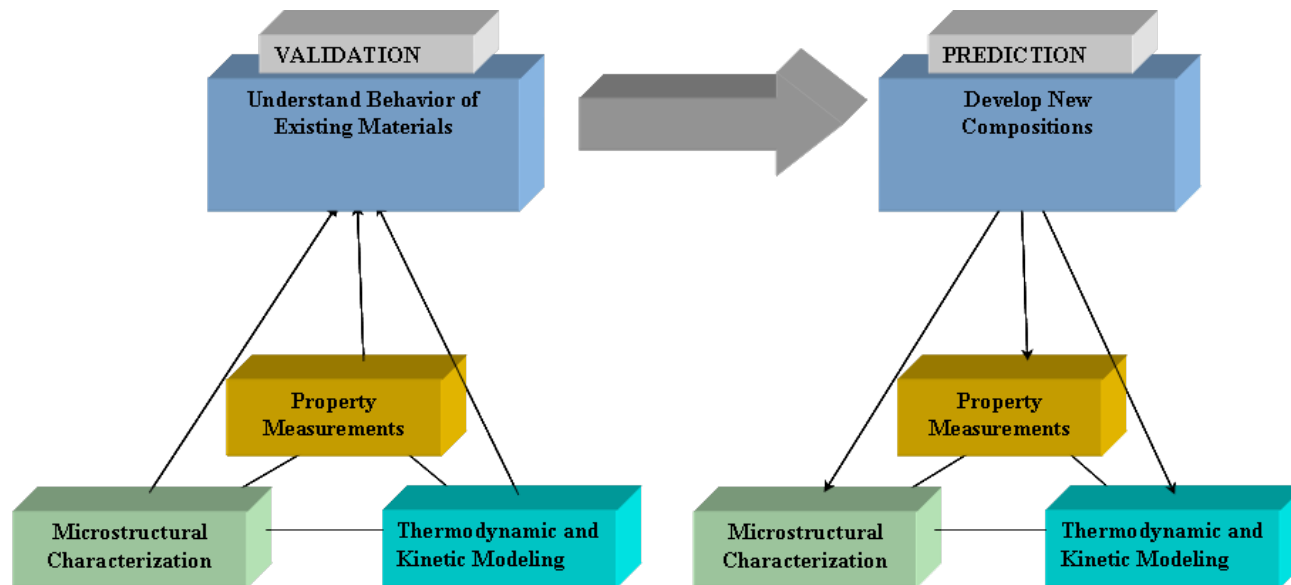 VALIDATION
Understand Behavior of
Existing Materials
PREDICTION
Develop New
Compositions
Property
Measurements
Microstructural
Characterization
Thermodynamic and
Kinetic Modeling
Property
Measurements
Microstructural
Characterization
Thermodynamic and
Kinetic Modeling